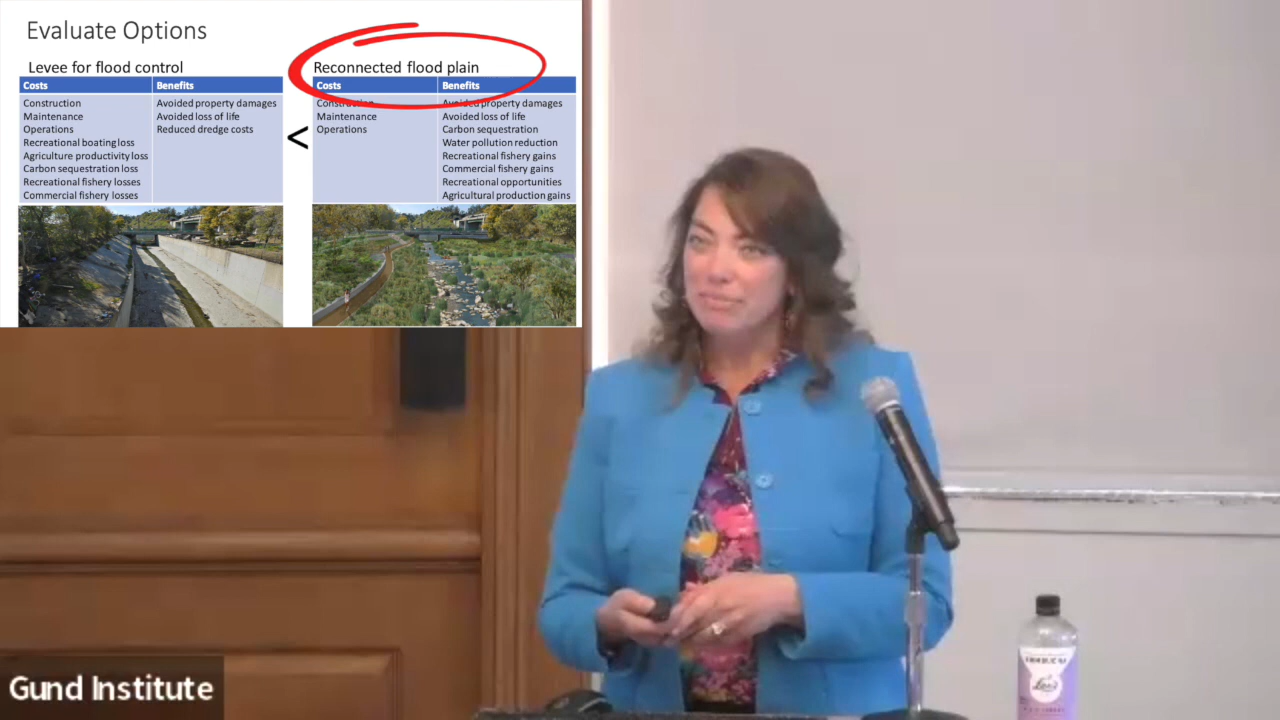 Evaluate Options
Levee for flood control
Costs
Benefits
Construction
Maintenance
Operations
Recreational boating loss
Agriculture productivity loss
Carbon sequestration loss
Recreational fishery losses
Commercial fishery losses
Avoided property damages
Avoided loss of life
Reduced dredge costs
<
Reconnected flood plain
Costs
Benefits
Construction
Maintenance
Operations
Avoided property damages
Avoided loss of life
Carbon sequestration
Water pollution reduction
Recreational fishery gains
Commercial fishery gains
Recreational opportunities
Agricultural production gains
Gund Institute